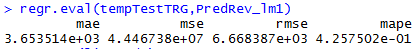 > regr.eval(tempTestTRG,PredRev_lm1)
mae mse rmse mape
3.653514e+03 4.446738e+07 6.668387e+03 4.257502e-01